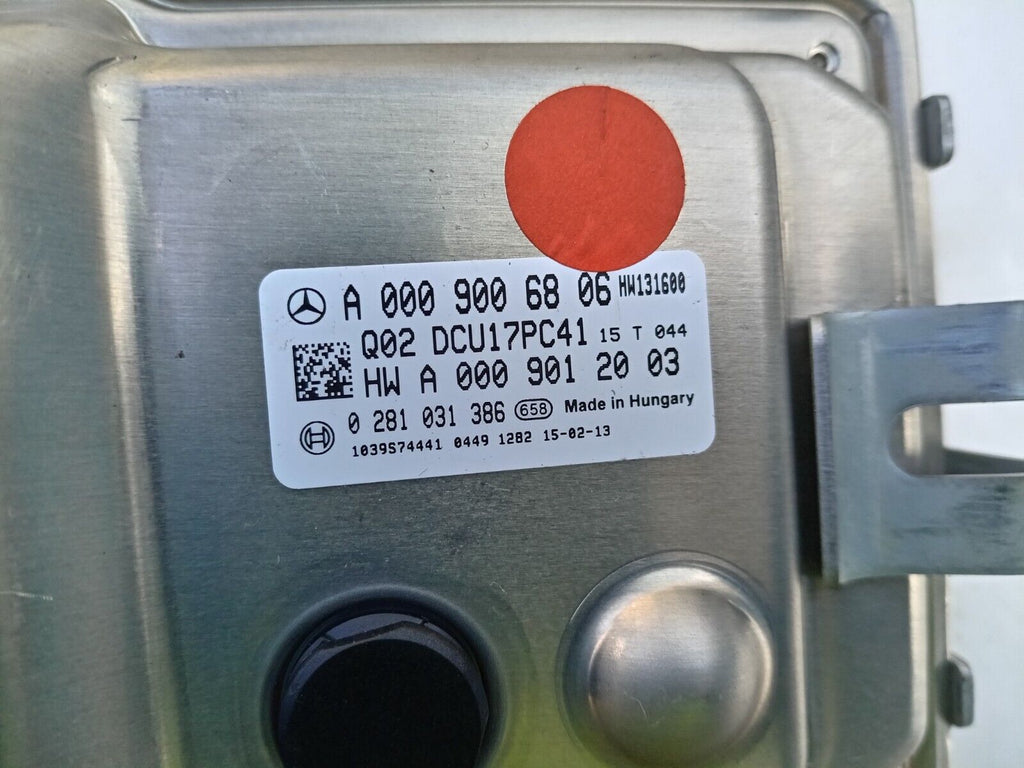 A 000 900 68 06 HW131600
Q02 DCU17PC41 15 T 044
HW A 000 901 20 03
0 281 031 386 658 Made in Hungary
1039S74441 0449 1282 15-02-13